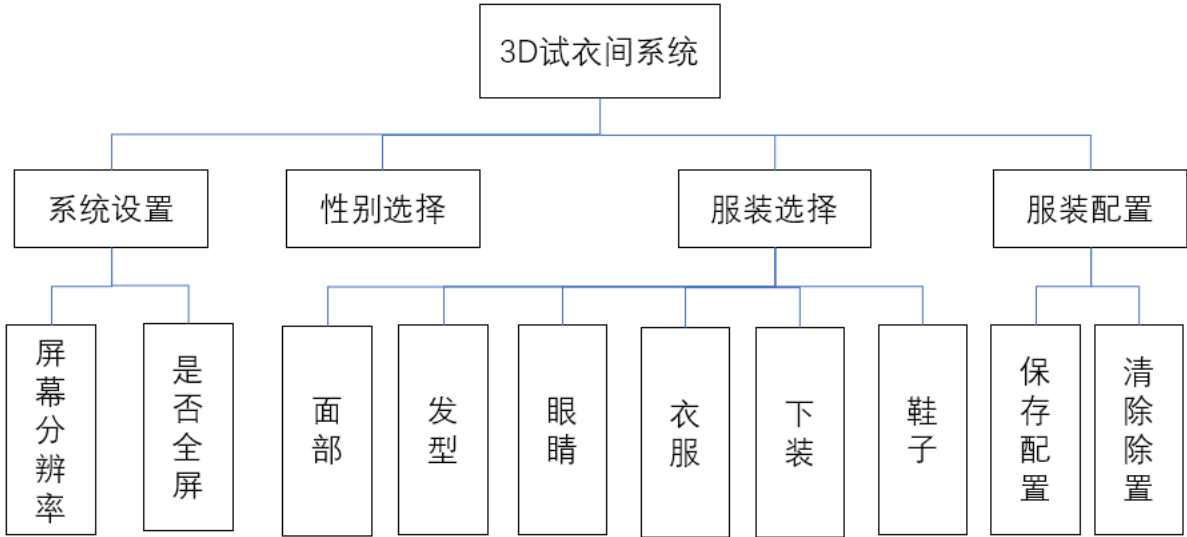 3D试衣间系统
系统设置
性别选择
服装选择
服装配置
屏幕分辨率
是否全屏
面部
发型
眼睛
衣服
下装
鞋子
保存配置
清除除置